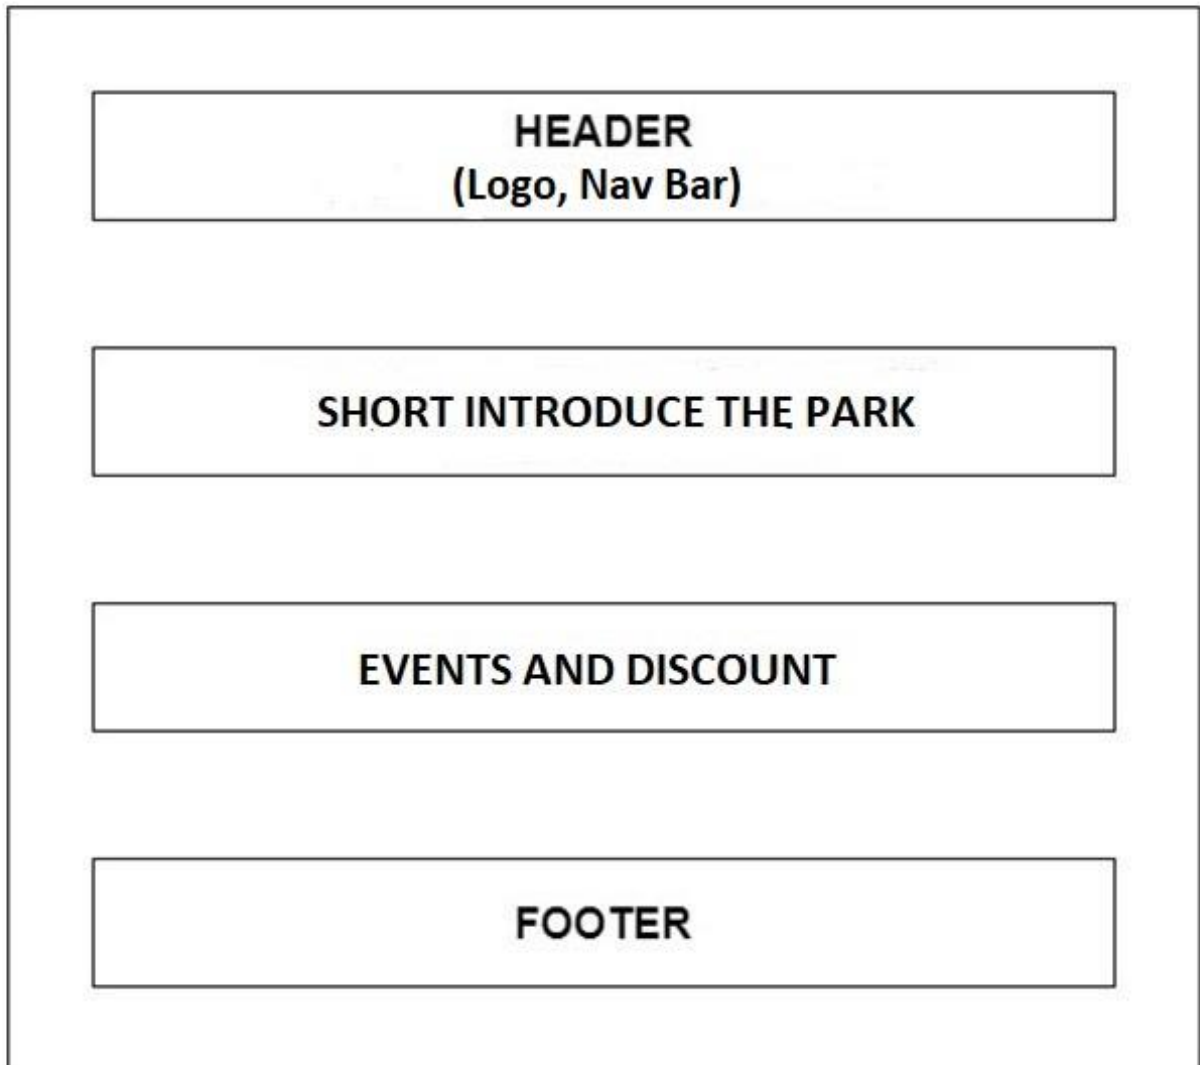 HEADER
(Logo, Nav Bar)
SHORT INTRODUCE THE PARK
EVENTS AND DISCOUNT
FOOTER